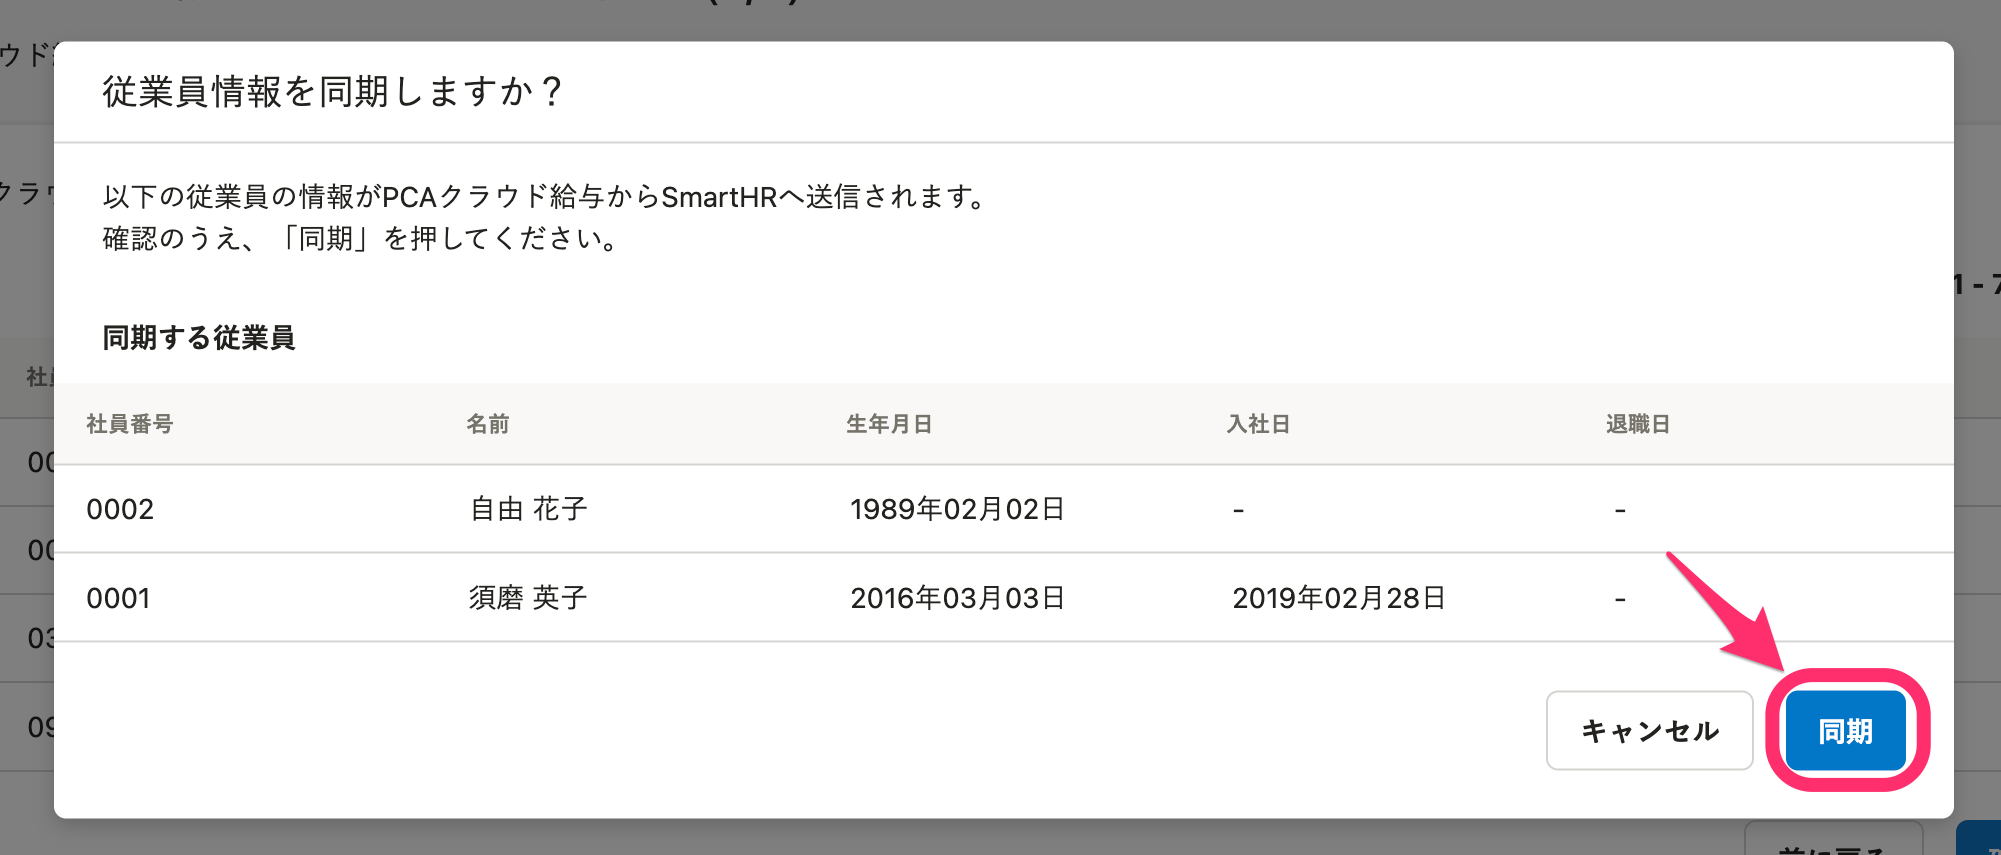 従業員情報を同期しますか？
以下の従業員の情報がPCAクラウド給与からSmartHRへ送信されます。
確認のうえ、「同期」を押してください。
同期する従業員
社員番号 名前 生年月日 入社日 退職日
0002 自由 花子 1989年02月02日 - -
0001 須磨 英子 2016年03月03日 2019年02月28日 -
キャンセル 同期